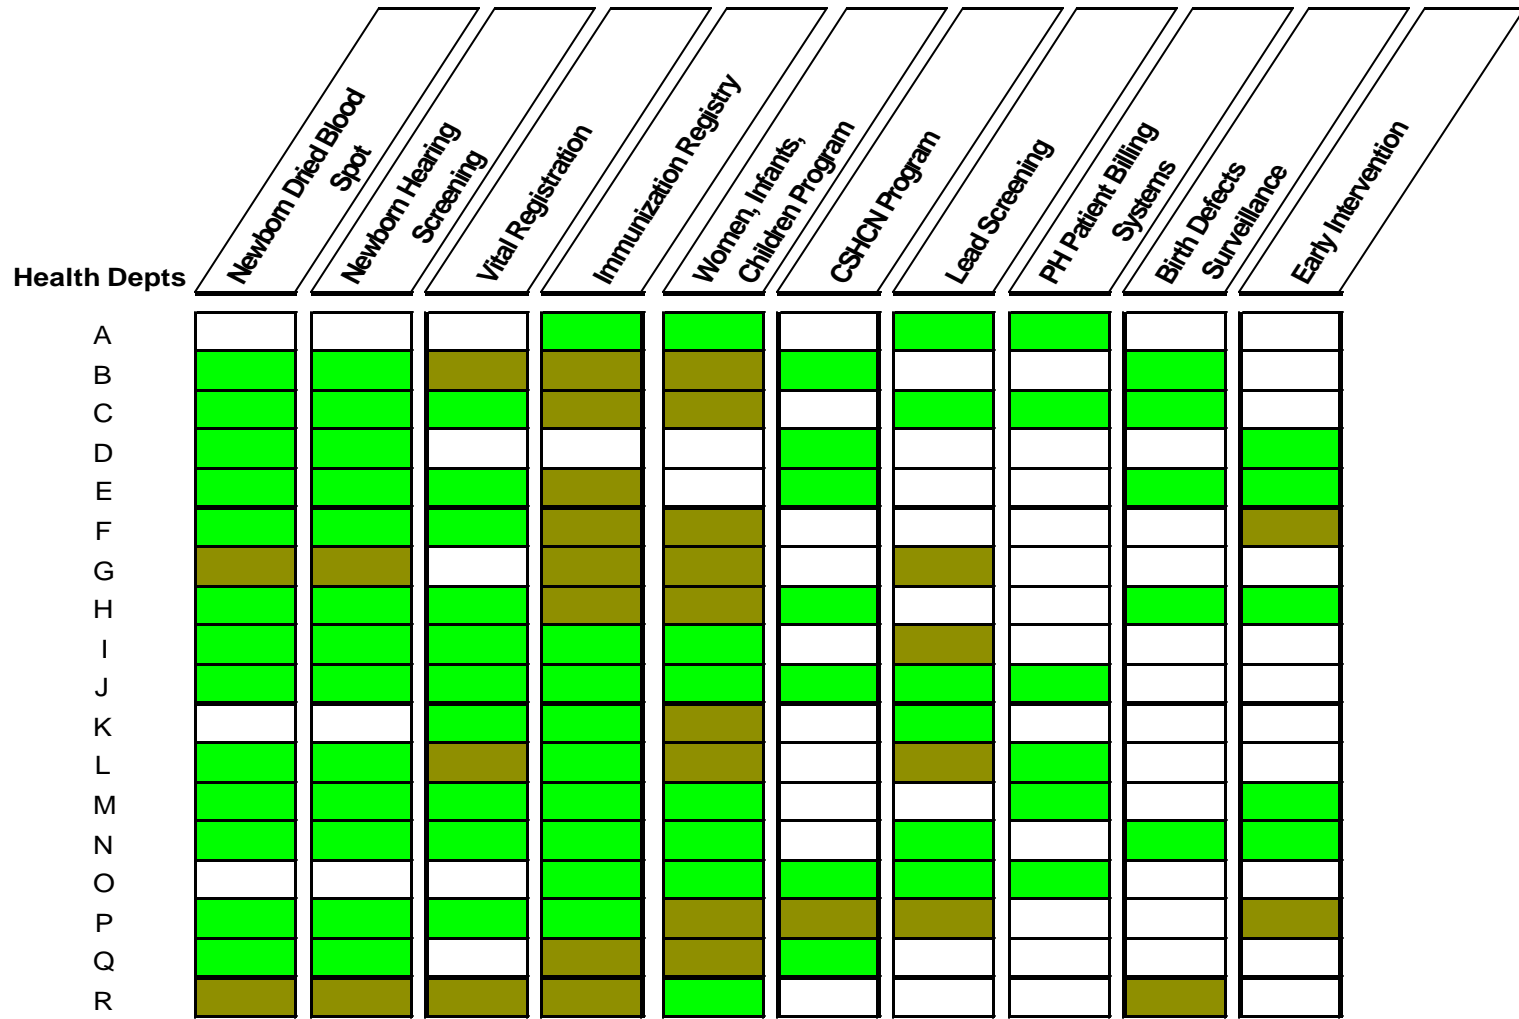 Newborn Dried Blood
Spot
Newborn Hearing
Screening
Vital Registration
Immunization Registry
Women, Infants,
Children Program
CSHCN Program
Lead Screening
PH Patient Billing
Systems
Birth Defects
Surveillance
Early Intervention
Health Depts
A
B
C
D
E
F
G
H
I
J
K
L
M
N
O
P
Q
R